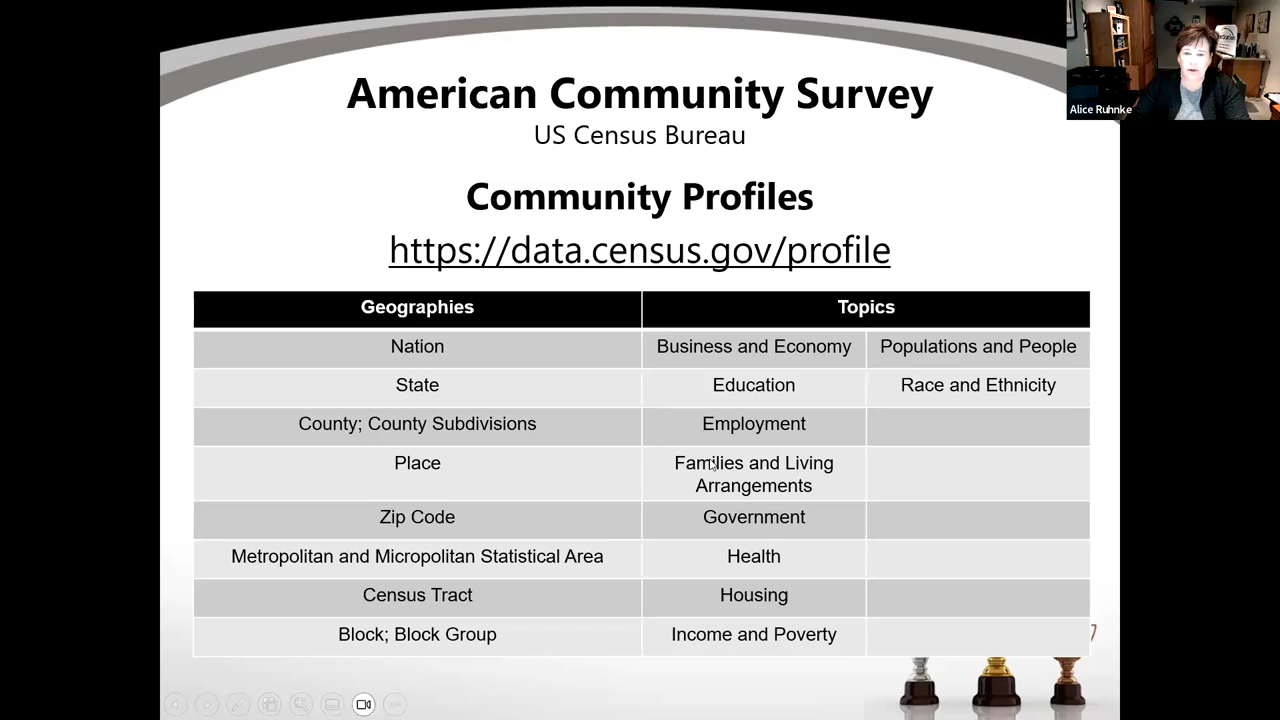 American Community Survey
US Census Bureau
Community Profiles
https://data.census.gov/profile
Geographies Topics
Nation Business and Economy Populations and People
State Education Race and Ethnicity
County; County Subdivisions Employment
Place Families and Living
Arrangements
Zip Code Government
Metropolitan and Micropolitan Statistical Area Health
Census Tract Housing
Block; Block Group Income and Poverty
Alice Ruhnke